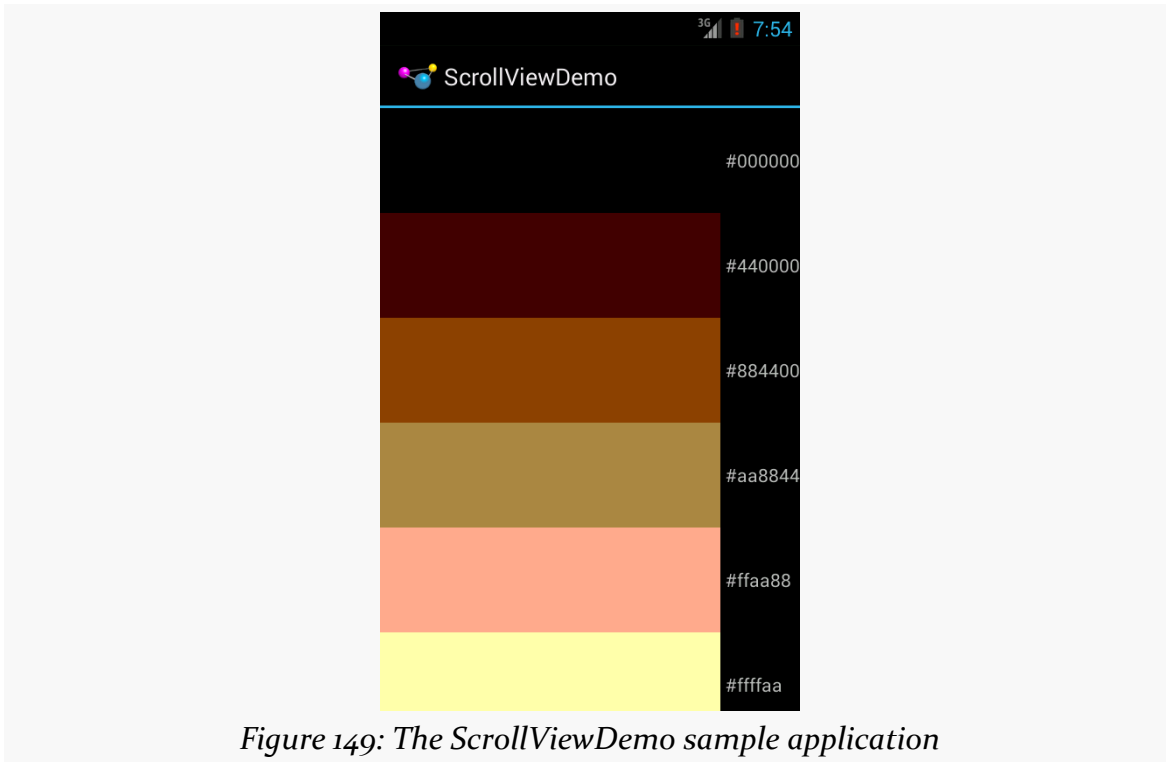 3G 7:54
ScrollViewDemo
#000000
#440000
#884400
#aa8844
#ffaa88
#ffffaa
Figure 149: The ScrollViewDemo sample application